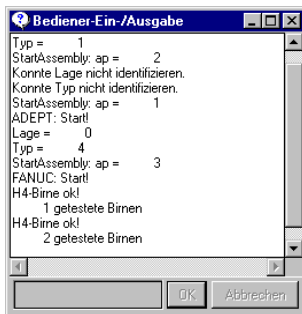 Bediener-Ein-/Ausgabe
Typ = 1
StartAssembly: ap = 2
Konnte Lage nicht identifizieren.
Konnte Typ nicht identifizieren.
StartAssembly: ap = 1
ADEPT: Start!
Lage = 0
Typ = 4
StartAssembly: ap = 3
FANUC: Start!
H4-Birne ok!
1 getestete Birnen
H4-Birne ok!
2 getestete Birnen
OK Abbrechen